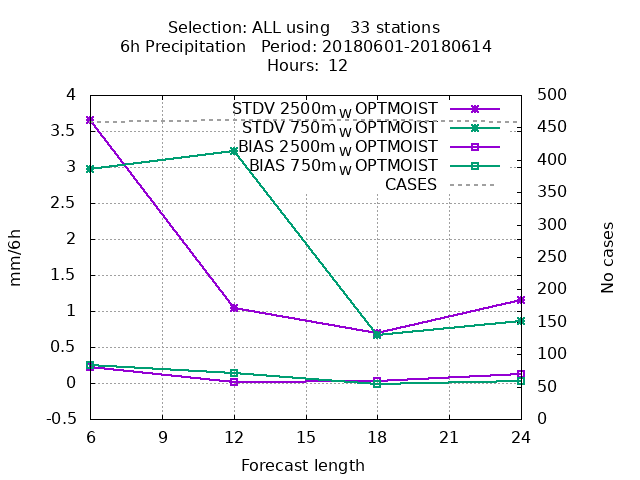 Selection: ALL using 33 stations
6h Precipitation Period: 20180601-20180614
Hours: 12
STDV 2500m_W OPTMOIST
STDV 750m_W OPTMOIST
BIAS 2500m_W OPTMOIST
BIAS 750m_W OPTMOIST
CASES
4
3.5
3
2.5
2
1.5
1
0.5
0
-0.5
mm/6h
500
450
400
350
300
250
200
150
100
50
0
No cases
6 9 12 15 18 21 24
Forecast length